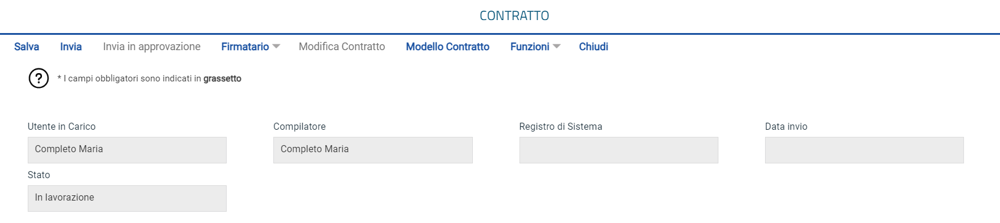 CONTRATTO
Salva Invia Invia in approvazione Firmatario Modifica Contratto Modello Contratto Funzioni Chiudi
? * I campi obbligatori sono indicati in grassetto
Utente in Carico Compilatore Registro di Sistema Data invio
Completo Maria Completo Maria
Stato
In lavorazione